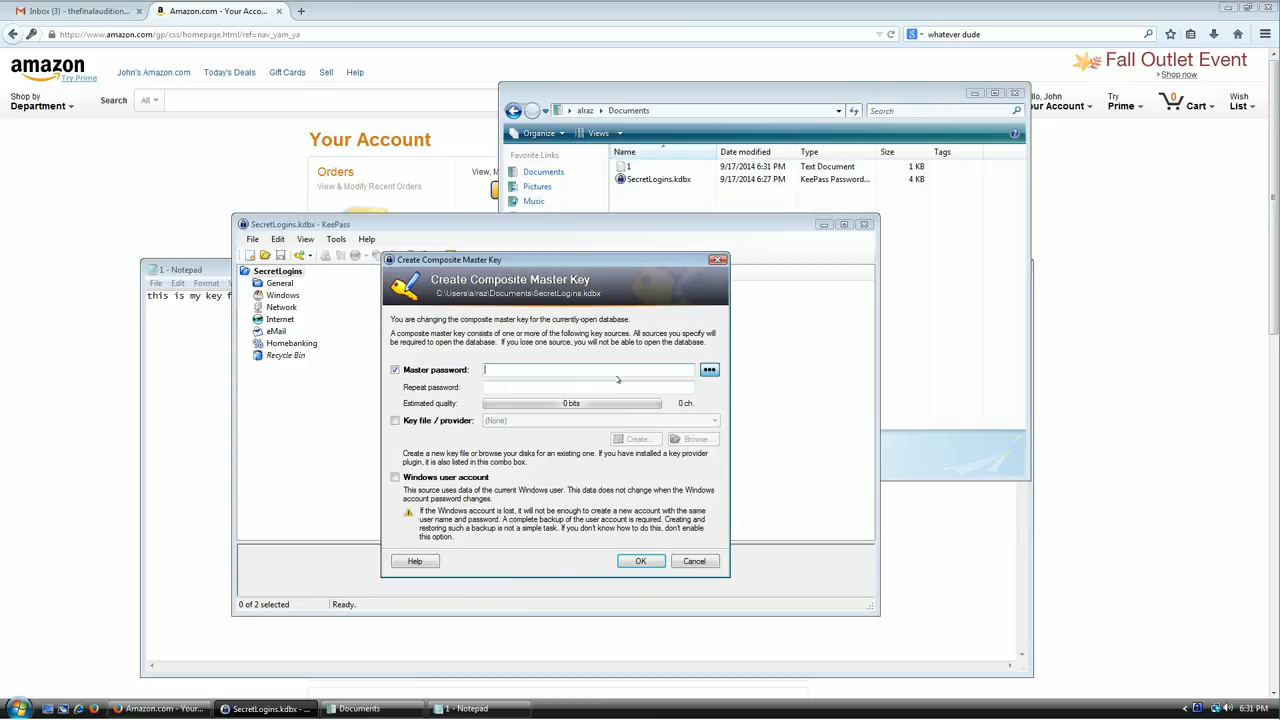 Inbox (3) - thefinalaudition...
Amazon.com - Your Acco...
https://www.amazon.com/gp/css/homepage.html/ref=nav_yam_ya
whatever dude
amazon
Try Prime
John's Amazon.com
Today's Deals
Gift Cards
Sell
Help
Fall Outlet Event
Shop now
Shop by
Department
Search
All
llo, John
our Account
Try
Prime
0
Cart
Wish
List
Your Account
Orders
View & Modify Recent Orders
View, M
alraz
Documents
Search
Organize
Views
Favorite Links
Documents
Pictures
Music
Name
Date modified
Type
Size
Tags
1
9/17/2014 6:31 PM
Text Document
1 KB
SecretLogins.kdbx
9/17/2014 6:27 PM
KeePass Password...
4 KB
SecretLogins.kdbx - KeePass
File
Edit
View
Tools
Help
SecretLogins
General
Windows
Network
Internet
eMail
Homebanking
Recycle Bin
0 of 2 selected
Ready.
1 - Notepad
File
Edit
Format
this is my key f
Create Composite Master Key
Create Composite Master Key
C:\Users\alraz\Documents\SecretLogins.kdbx
You are changing the composite master key for the currently-open database.
A composite master key consists of one or more of the following key sources. All sources you specify will
be required to open the database. If you lose one source, you will not be able to open the database.
Master password:
Repeat password:
Estimated quality:
0 bits
0 ch.
Key file / provider:
(None)
Create...
Browse...
Create a new key file or browse your disks for an existing one. If you have installed a key provider
plugin, it is also listed in this combo box.
Windows user account
This source uses data of the current Windows user. This data does not change when the Windows
account password changes.
If the Windows account is lost, it will not be enough to create a new account with the same
user name and password. A complete backup of the user account is required. Creating and
restoring such a backup is not a simple task. If you don't know how to do this, don't enable
this option.
Help
OK
Cancel
Amazon.com - Your...
SecretLogins.kdbx - ...
Documents
1 - Notepad
6:31 PM